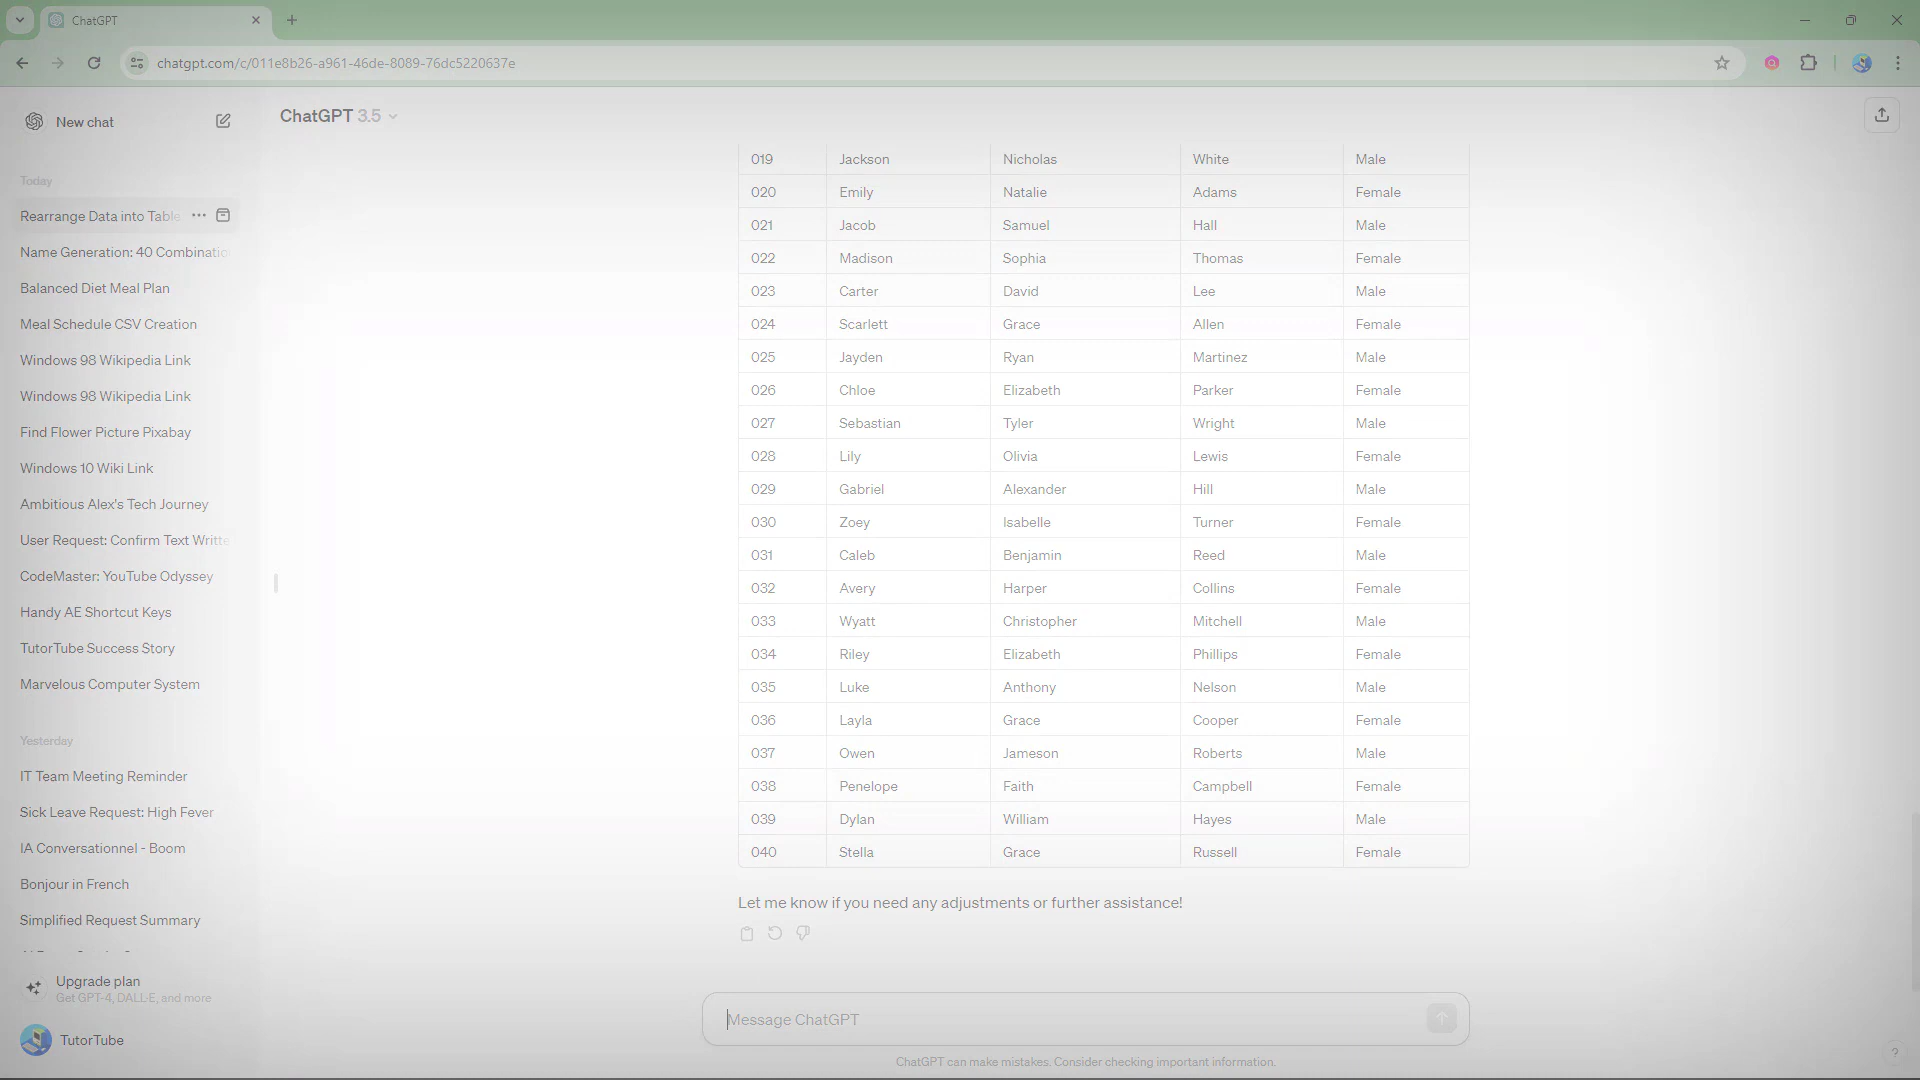 ChatGPT
chatgpt.com/c/011e8b26-a961-46de-8089-76dc5220637e
New chat
ChatGPT 3.5
Today
Rearrange Data into Table
Name Generation: 40 Combinatio
Balanced Diet Meal Plan
Meal Schedule CSV Creation
Windows 98 Wikipedia Link
Windows 98 Wikipedia Link
Find Flower Picture Pixabay
Windows 10 Wiki Link
Ambitious Alex's Tech Journey
User Request: Confirm Text Writte
CodeMaster: YouTube Odyssey
Handy AE Shortcut Keys
TutorTube Success Story
Marvelous Computer System
Yesterday
IT Team Meeting Reminder
Sick Leave Request: High Fever
IA Conversationnel - Boom
Bonjour in French
Simplified Request Summary
Upgrade plan
Get GPT-4, DALL·E, and more
TutorTube
019 Jackson Nicholas White Male
020 Emily Natalie Adams Female
021 Jacob Samuel Hall Male
022 Madison Sophia Thomas Female
023 Carter David Lee Male
024 Scarlett Grace Allen Female
025 Jayden Ryan Martinez Male
026 Chloe Elizabeth Parker Female
027 Sebastian Tyler Wright Male
028 Lily Olivia Lewis Female
029 Gabriel Alexander Hill Male
030 Zoey Isabelle Turner Female
031 Caleb Benjamin Reed Male
032 Avery Harper Collins Female
033 Wyatt Christopher Mitchell Male
034 Riley Elizabeth Phillips Female
035 Luke Anthony Nelson Male
036 Layla Grace Cooper Female
037 Owen Jameson Roberts Male
038 Penelope Faith Campbell Female
039 Dylan William Hayes Male
040 Stella Grace Russell Female
Let me know if you need any adjustments or further assistance!
Message ChatGPT
ChatGPT can make mistakes. Consider checking important information.
?